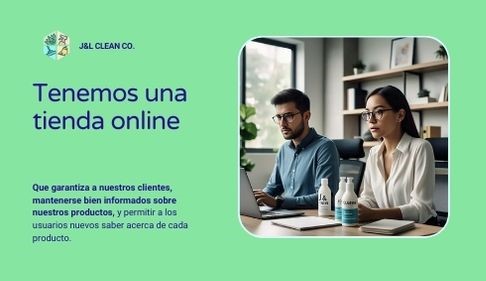 J&L CLEAN CO.
Tenemos una
tienda online
Que garantiza a nuestros clientes,
mantenerse bien informados sobre
nuestros productos, y permitir a los
usuarios nuevos saber acerca de cada
producto.
J&